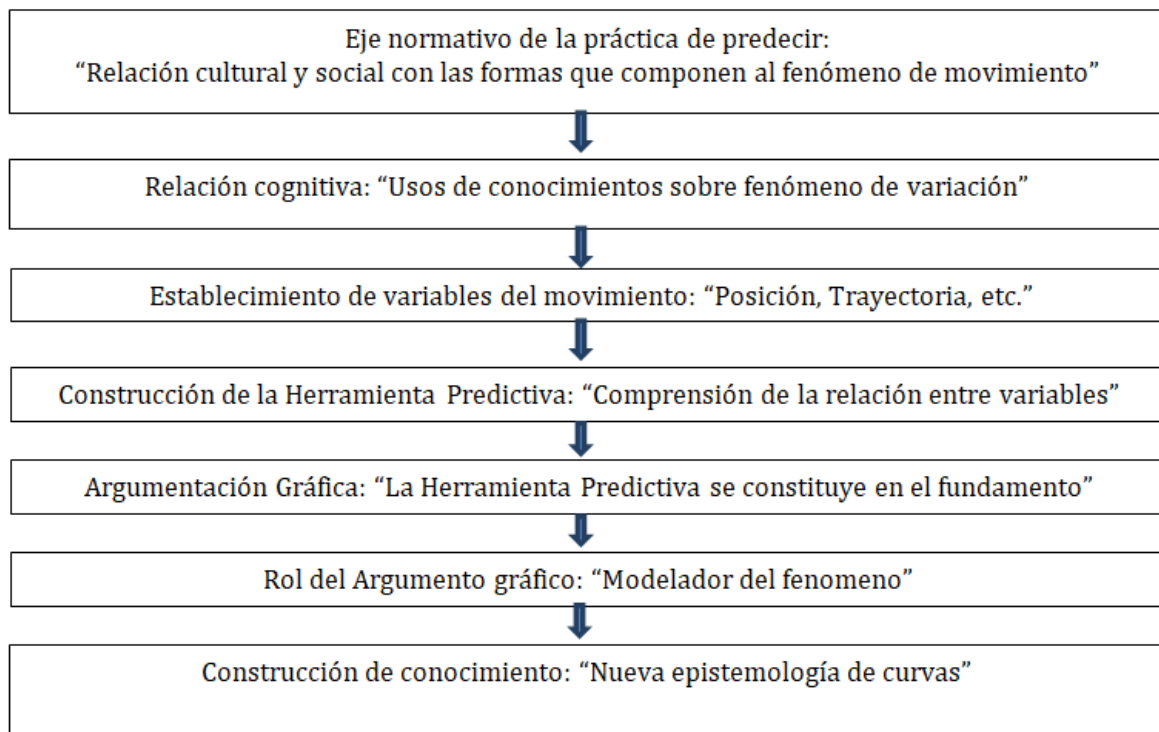 Eje normativo de la práctica de predecir:
“Relación cultural y social con las formas que componen al fenómeno de movimiento”
Relación cognitiva: “Usos de conocimientos sobre fenómeno de variación”
Establecimiento de variables del movimiento: “Posición, Trayectoria, etc.”
Construcción de la Herramienta Predictiva: “Comprensión de la relación entre variables”
Argumentación Gráfica: “La Herramienta Predictiva se constituye en el fundamento”
Rol del Argumento gráfico: “Modelador del fenomeno”
Construcción de conocimiento: “Nueva epistemología de curvas”